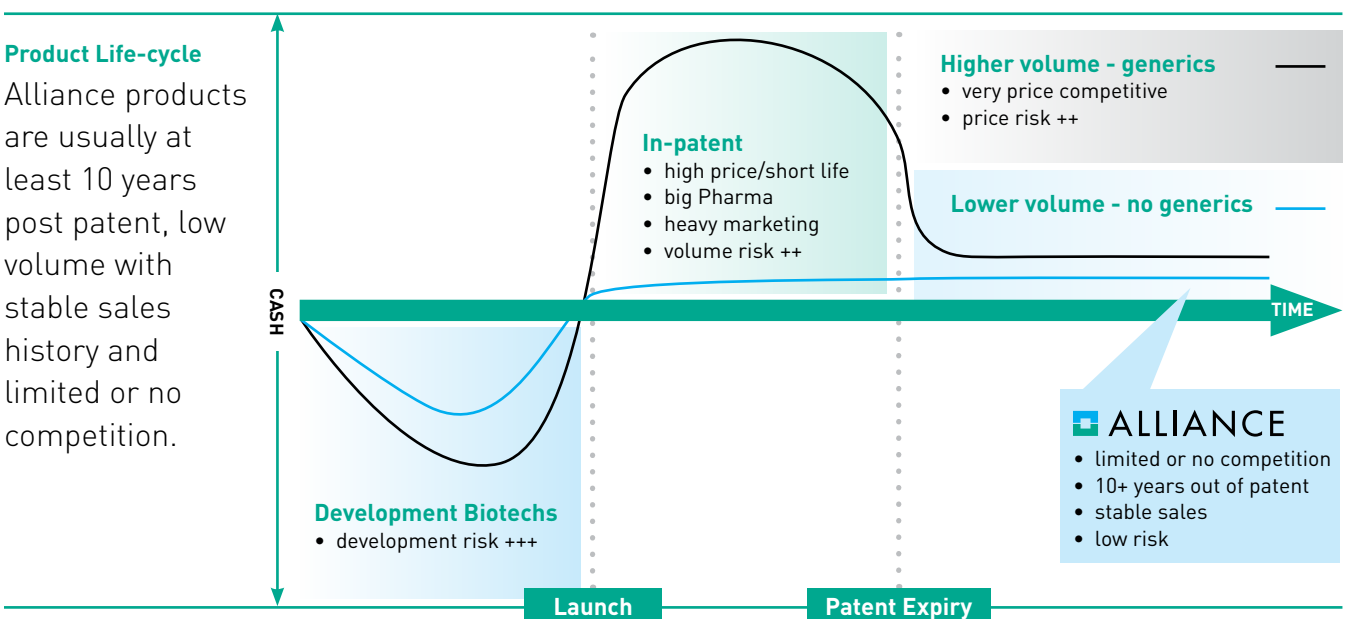 Product Life-cycle
Alliance products
are usually at
least 10 years
post patent, low
volume with
stable sales
history and
limited or no
competition.
CASH
Development Biotechs
• development risk +++
In-patent
• high price/short life
• big Pharma
• heavy marketing
• volume risk ++
Higher volume - generics
• very price competitive
• price risk ++
Lower volume - no generics
TIME
ALLIANCE
• limited or no competition
• 10+ years out of patent
• stable sales
• low risk
Launch
Patent Expiry